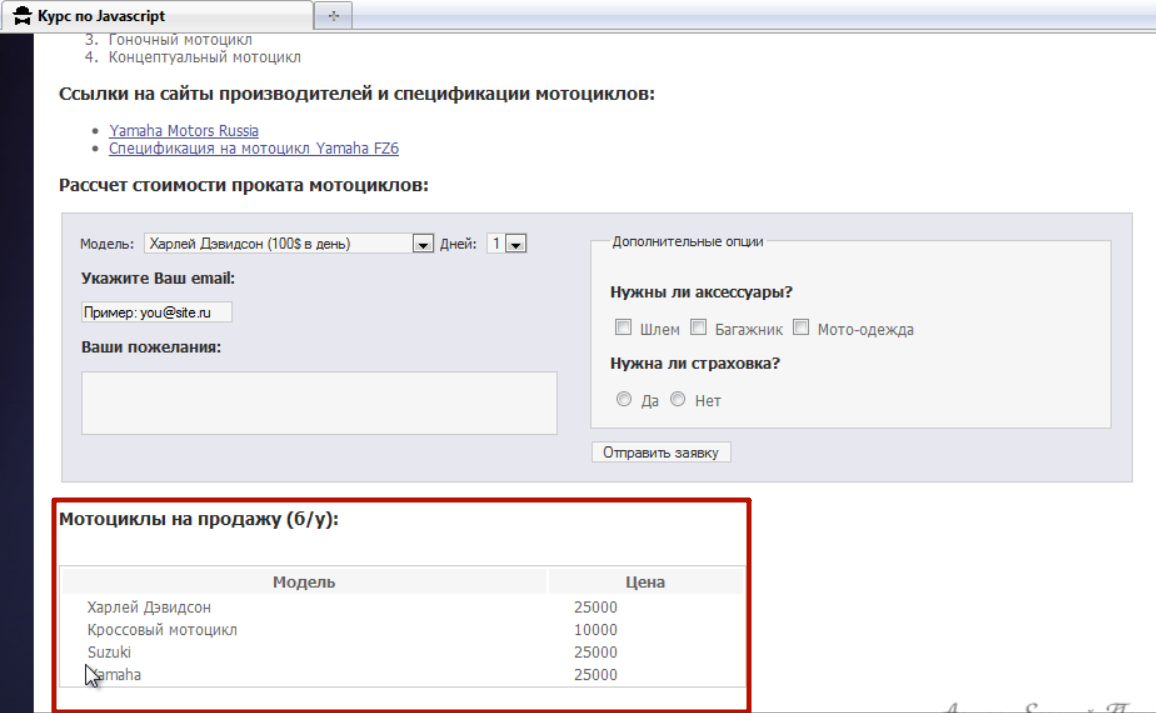 Курс по Javascript
3. Гоночный мотоцикл
4. Концептуальный мотоцикл
Ссылки на сайты производителей и спецификации мотоциклов:
• Yamaha Motors Russia
• Спецификация на мотоцикл Yamaha FZ6
Рассчет стоимости проката мотоциклов:
Модель: Харлей Дэвидсон (100$ в день) Дней: 1
Укажите Ваш email:
Пример: you@site.ru
Ваши пожелания:
Дополнительные опции
Нужны ли аксессуары?
Шлем Багажник Мото-одежда
Нужна ли страховка?
Да Нет
Отправить заявку
Мотоциклы на продажу (б/у):
Модель Цена
Харлей Дэвидсон 25000
Кроссовый мотоцикл 10000
Suzuki 25000
Yamaha 25000